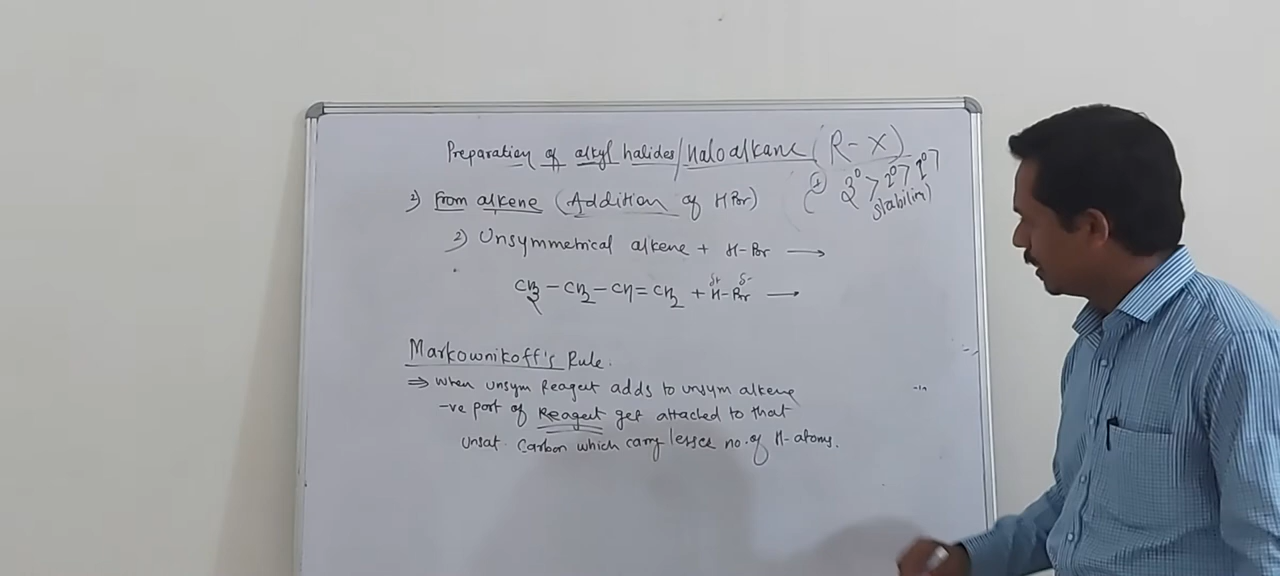 Preparation of alkyl halides/Haloalkane (R-X)
(+) 3° > 2° > 1° >
stability
1) From alkene (Addition of HBr)
2) Unsymmetrical alkene + H-Br ⟶
CH3 - CH2 - CH = CH2 + Hδ+ - Brδ- ⟶
Markownikoff's Rule.
⇒ When unsym Reagent adds to unsym alkene
-ve part of Reagent get attached to that
unsat. carbon which carry lesser no. of H-atoms.